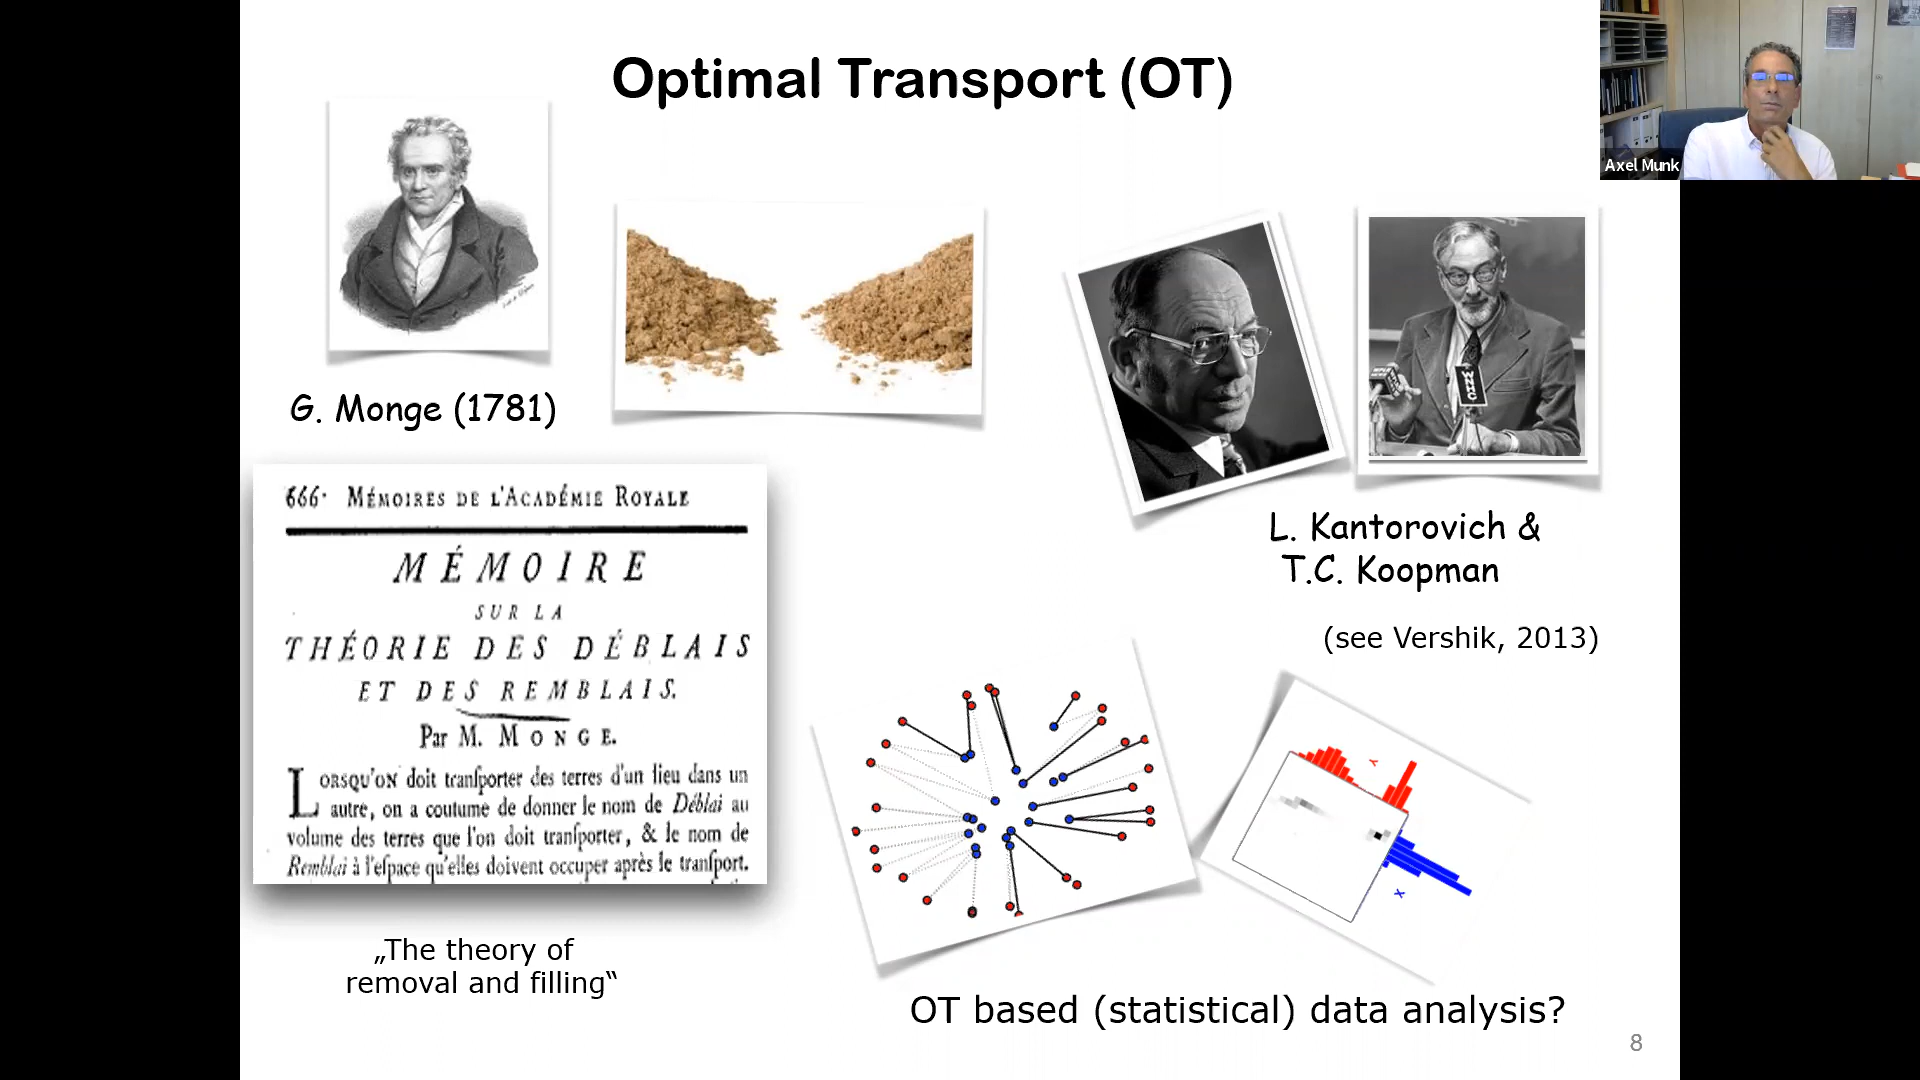 Optimal Transport (OT)
Axel Munk
G. Monge (1781)
666. MÉMOIRES DE L'ACADÉMIE ROYALE
MÉMOIRE
SUR LA
THÉORIE DES DÉBLAIS
ET DES REMBLAIS.
Par M. MONGE.
LORSQU'ON doit tranſporter des terres d'un lieu dans un
autre, on a coutume de donner le nom de Déblai au
volume des terres que l'on doit tranſporter, & le nom de
Remblai à l'eſpace qu'elles doivent occuper après le tranſport.
„The theory of
removal and filling“
L. Kantorovich &
T.C. Koopman
(see Vershik, 2013)
Y
X
OT based (statistical) data analysis?
8